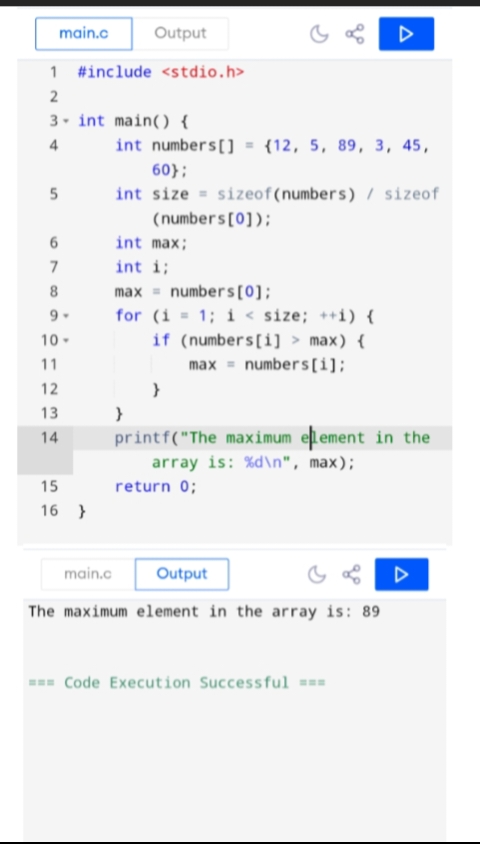 main.c Output
1 #include <stdio.h>
2
3 int main() {
4 int numbers[] = {12, 5, 89, 3, 45,
60};
5 int size = sizeof(numbers) / sizeof
(numbers[0]);
6 int max;
7 int i;
8 max = numbers[0];
9 for (i = 1; i < size; ++i) {
10 if (numbers[i] > max) {
11 max = numbers[i];
12 }
13 }
14 printf("The maximum element in the
array is: %d\n", max);
15 return 0;
16 }
main.c Output
The maximum element in the array is: 89
=== Code Execution Successful ===